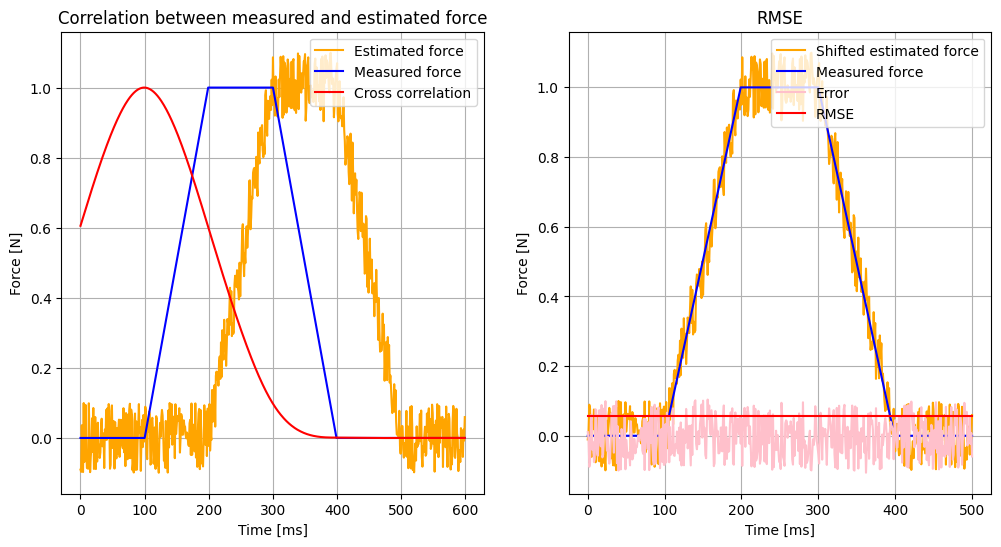 Correlation between measured and estimated force
Estimated force
Measured force
Cross correlation
Force [N]
1.0
0.8
0.6
0.4
0.2
0.0
0 100 200 300 400 500 600
Time [ms]
RMSE
Shifted estimated force
Measured force
Error
RMSE
Force [N]
1.0
0.8
0.6
0.4
0.2
0.0
0 100 200 300 400 500
Time [ms]